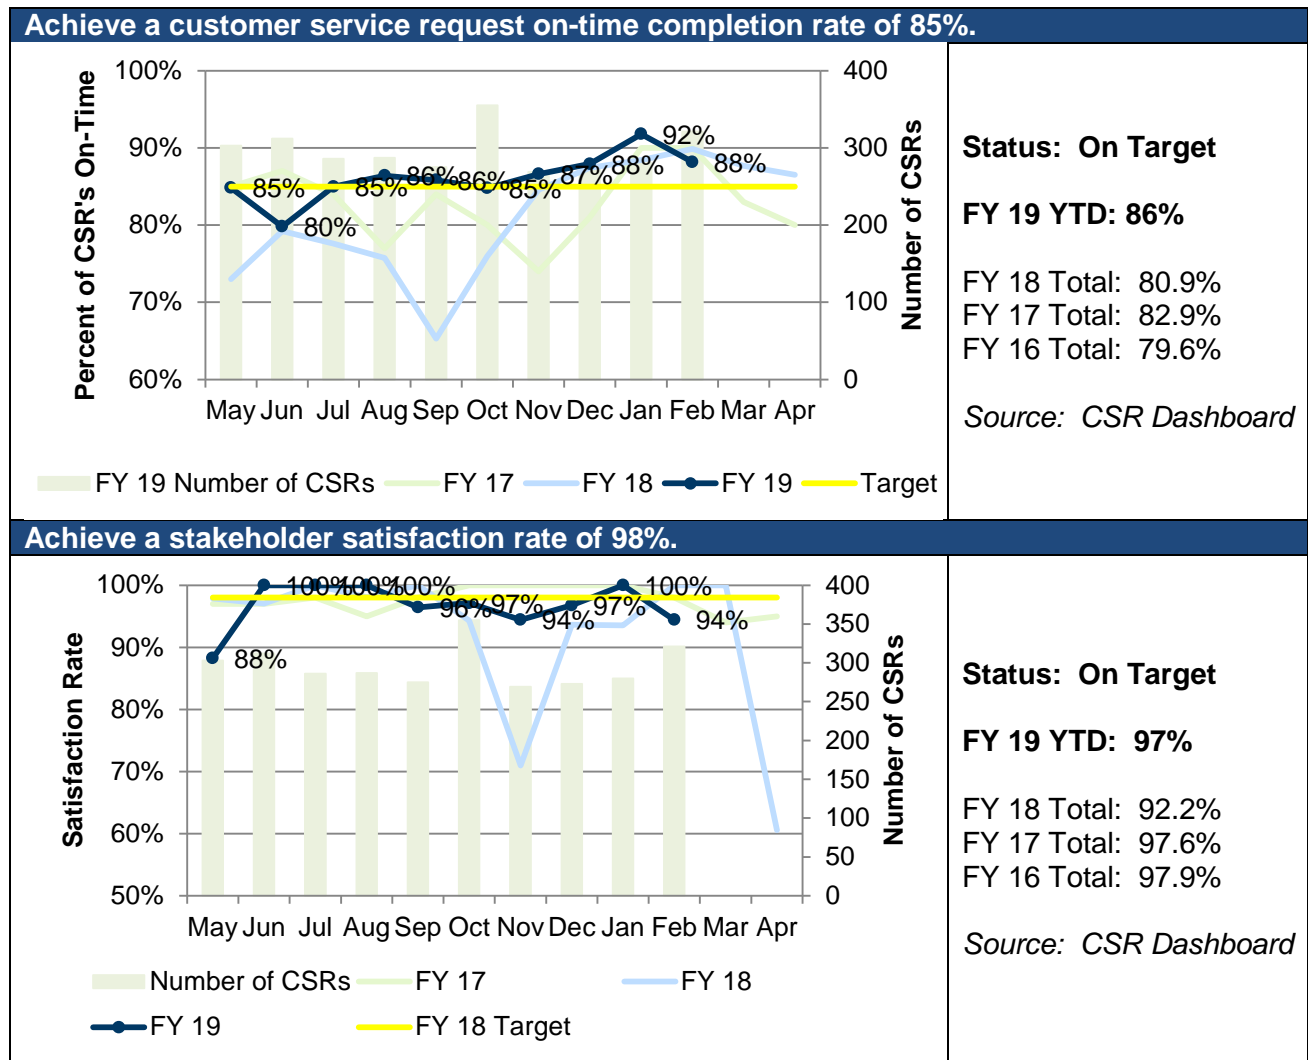 Achieve a customer service request on-time completion rate of 85%.
100%
90%
80%
70%
60%
Percent of CSR's On-Time
85%
80%
85%
86%
86%
85%
87%
88%
92%
88%
400
300
200
100
0
Number of CSRs
May Jun Jul Aug Sep Oct Nov Dec Jan Feb Mar Apr
FY 19 Number of CSRs FY 17 FY 18 FY 19 Target
Status: On Target
FY 19 YTD: 86%
FY 18 Total: 80.9%
FY 17 Total: 82.9%
FY 16 Total: 79.6%
Source: CSR Dashboard
Achieve a stakeholder satisfaction rate of 98%.
100%
90%
80%
70%
60%
50%
Satisfaction Rate
88%
100%
100%
100%
96%
97%
94%
97%
100%
94%
400
350
300
250
200
150
100
50
0
Number of CSRs
May Jun Jul Aug Sep Oct Nov Dec Jan Feb Mar Apr
Number of CSRs FY 17 FY 18
FY 19 FY 18 Target
Status: On Target
FY 19 YTD: 97%
FY 18 Total: 92.2%
FY 17 Total: 97.6%
FY 16 Total: 97.9%
Source: CSR Dashboard